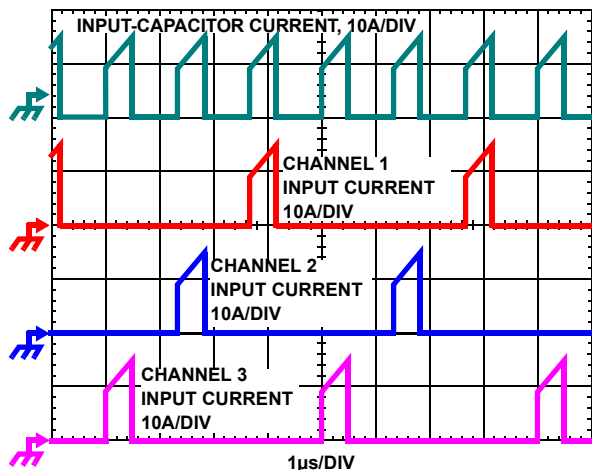 INPUT-CAPACITOR CURRENT, 10A/DIV
CHANNEL 1
INPUT CURRENT
10A/DIV
CHANNEL 2
INPUT CURRENT
10A/DIV
CHANNEL 3
INPUT CURRENT
10A/DIV
1μs/DIV